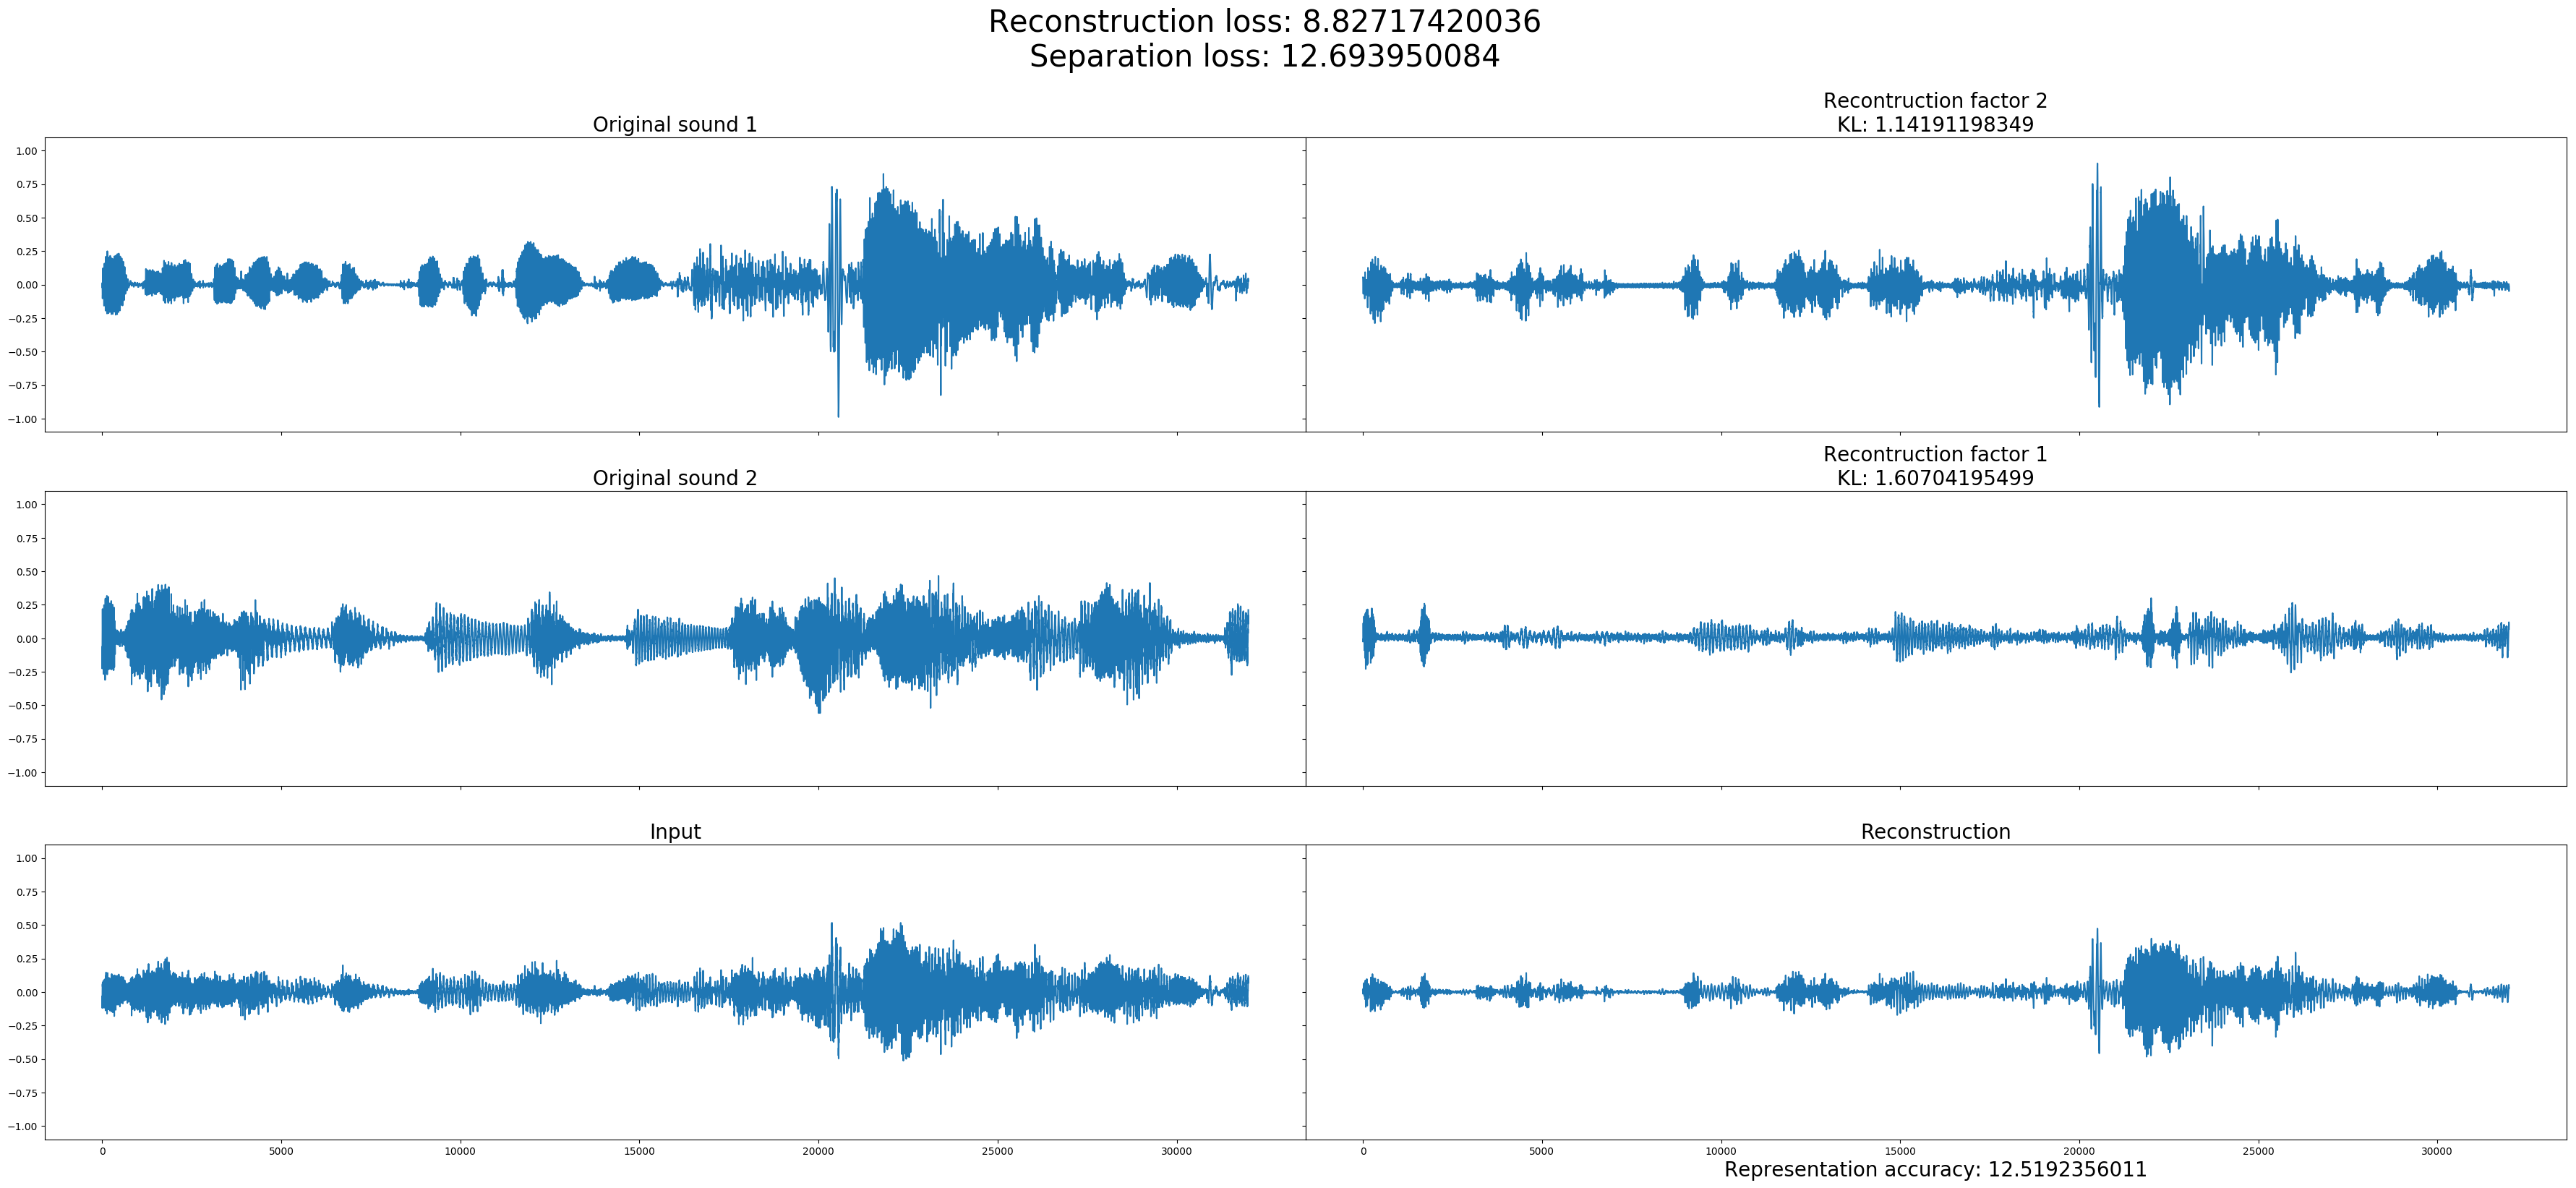 Reconstruction loss: 8.82717420036
Separation loss: 12.693950084
Original sound 1
1.00
0.75
0.50
0.25
0.00
−0.25
−0.50
−0.75
−1.00
Recontruction factor 2
KL: 1.14191198349
Original sound 2
1.00
0.75
0.50
0.25
0.00
−0.25
−0.50
−0.75
−1.00
Recontruction factor 1
KL: 1.60704195499
Input
1.00
0.75
0.50
0.25
0.00
−0.25
−0.50
−0.75
−1.00
0 5000 10000 15000 20000 25000 30000
Reconstruction
0 5000 10000 15000 20000 25000 30000
Representation accuracy: 12.5192356011